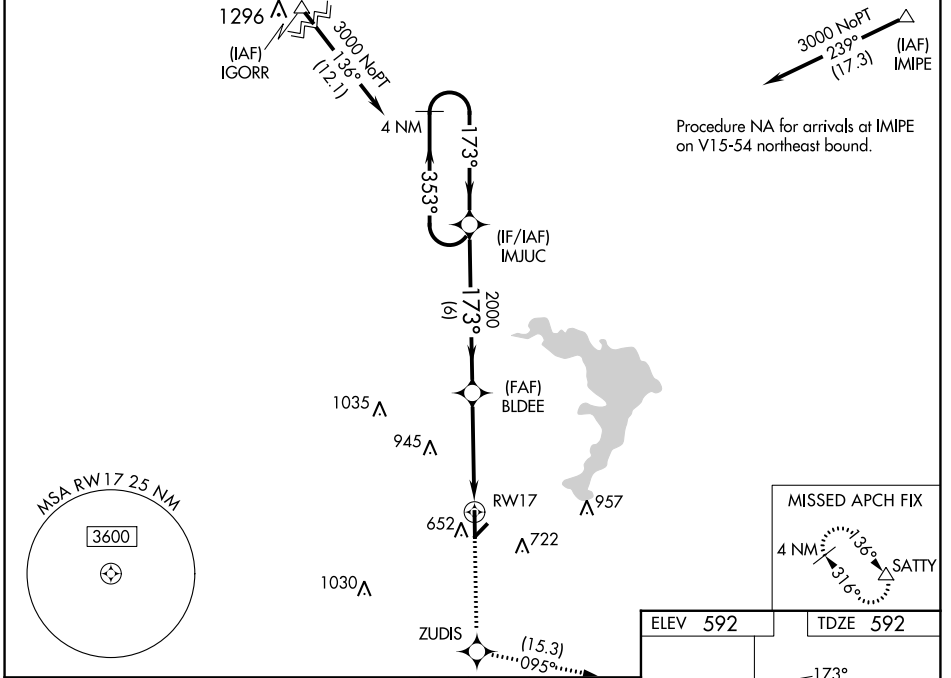 1296
(IAF)
IGORR
3000 NoPT
136°
(12.1)
3000 NoPT
239°
(17.3)
(IAF)
IMIPE
Procedure NA for arrivals at IMIPE
on V15-54 northeast bound.
4 NM
173°
353°
(IF/IAF)
IMJUC
2000
173°
(6)
(FAF)
BLDEE
1035
945
MSA RW17 25 NM
3600
RW17
957
652
722
1030
MISSED APCH FIX
4 NM
136°
316°
SATTY
ZUDIS
(15.3)
095°
ELEV 592
TDZE 592
173°